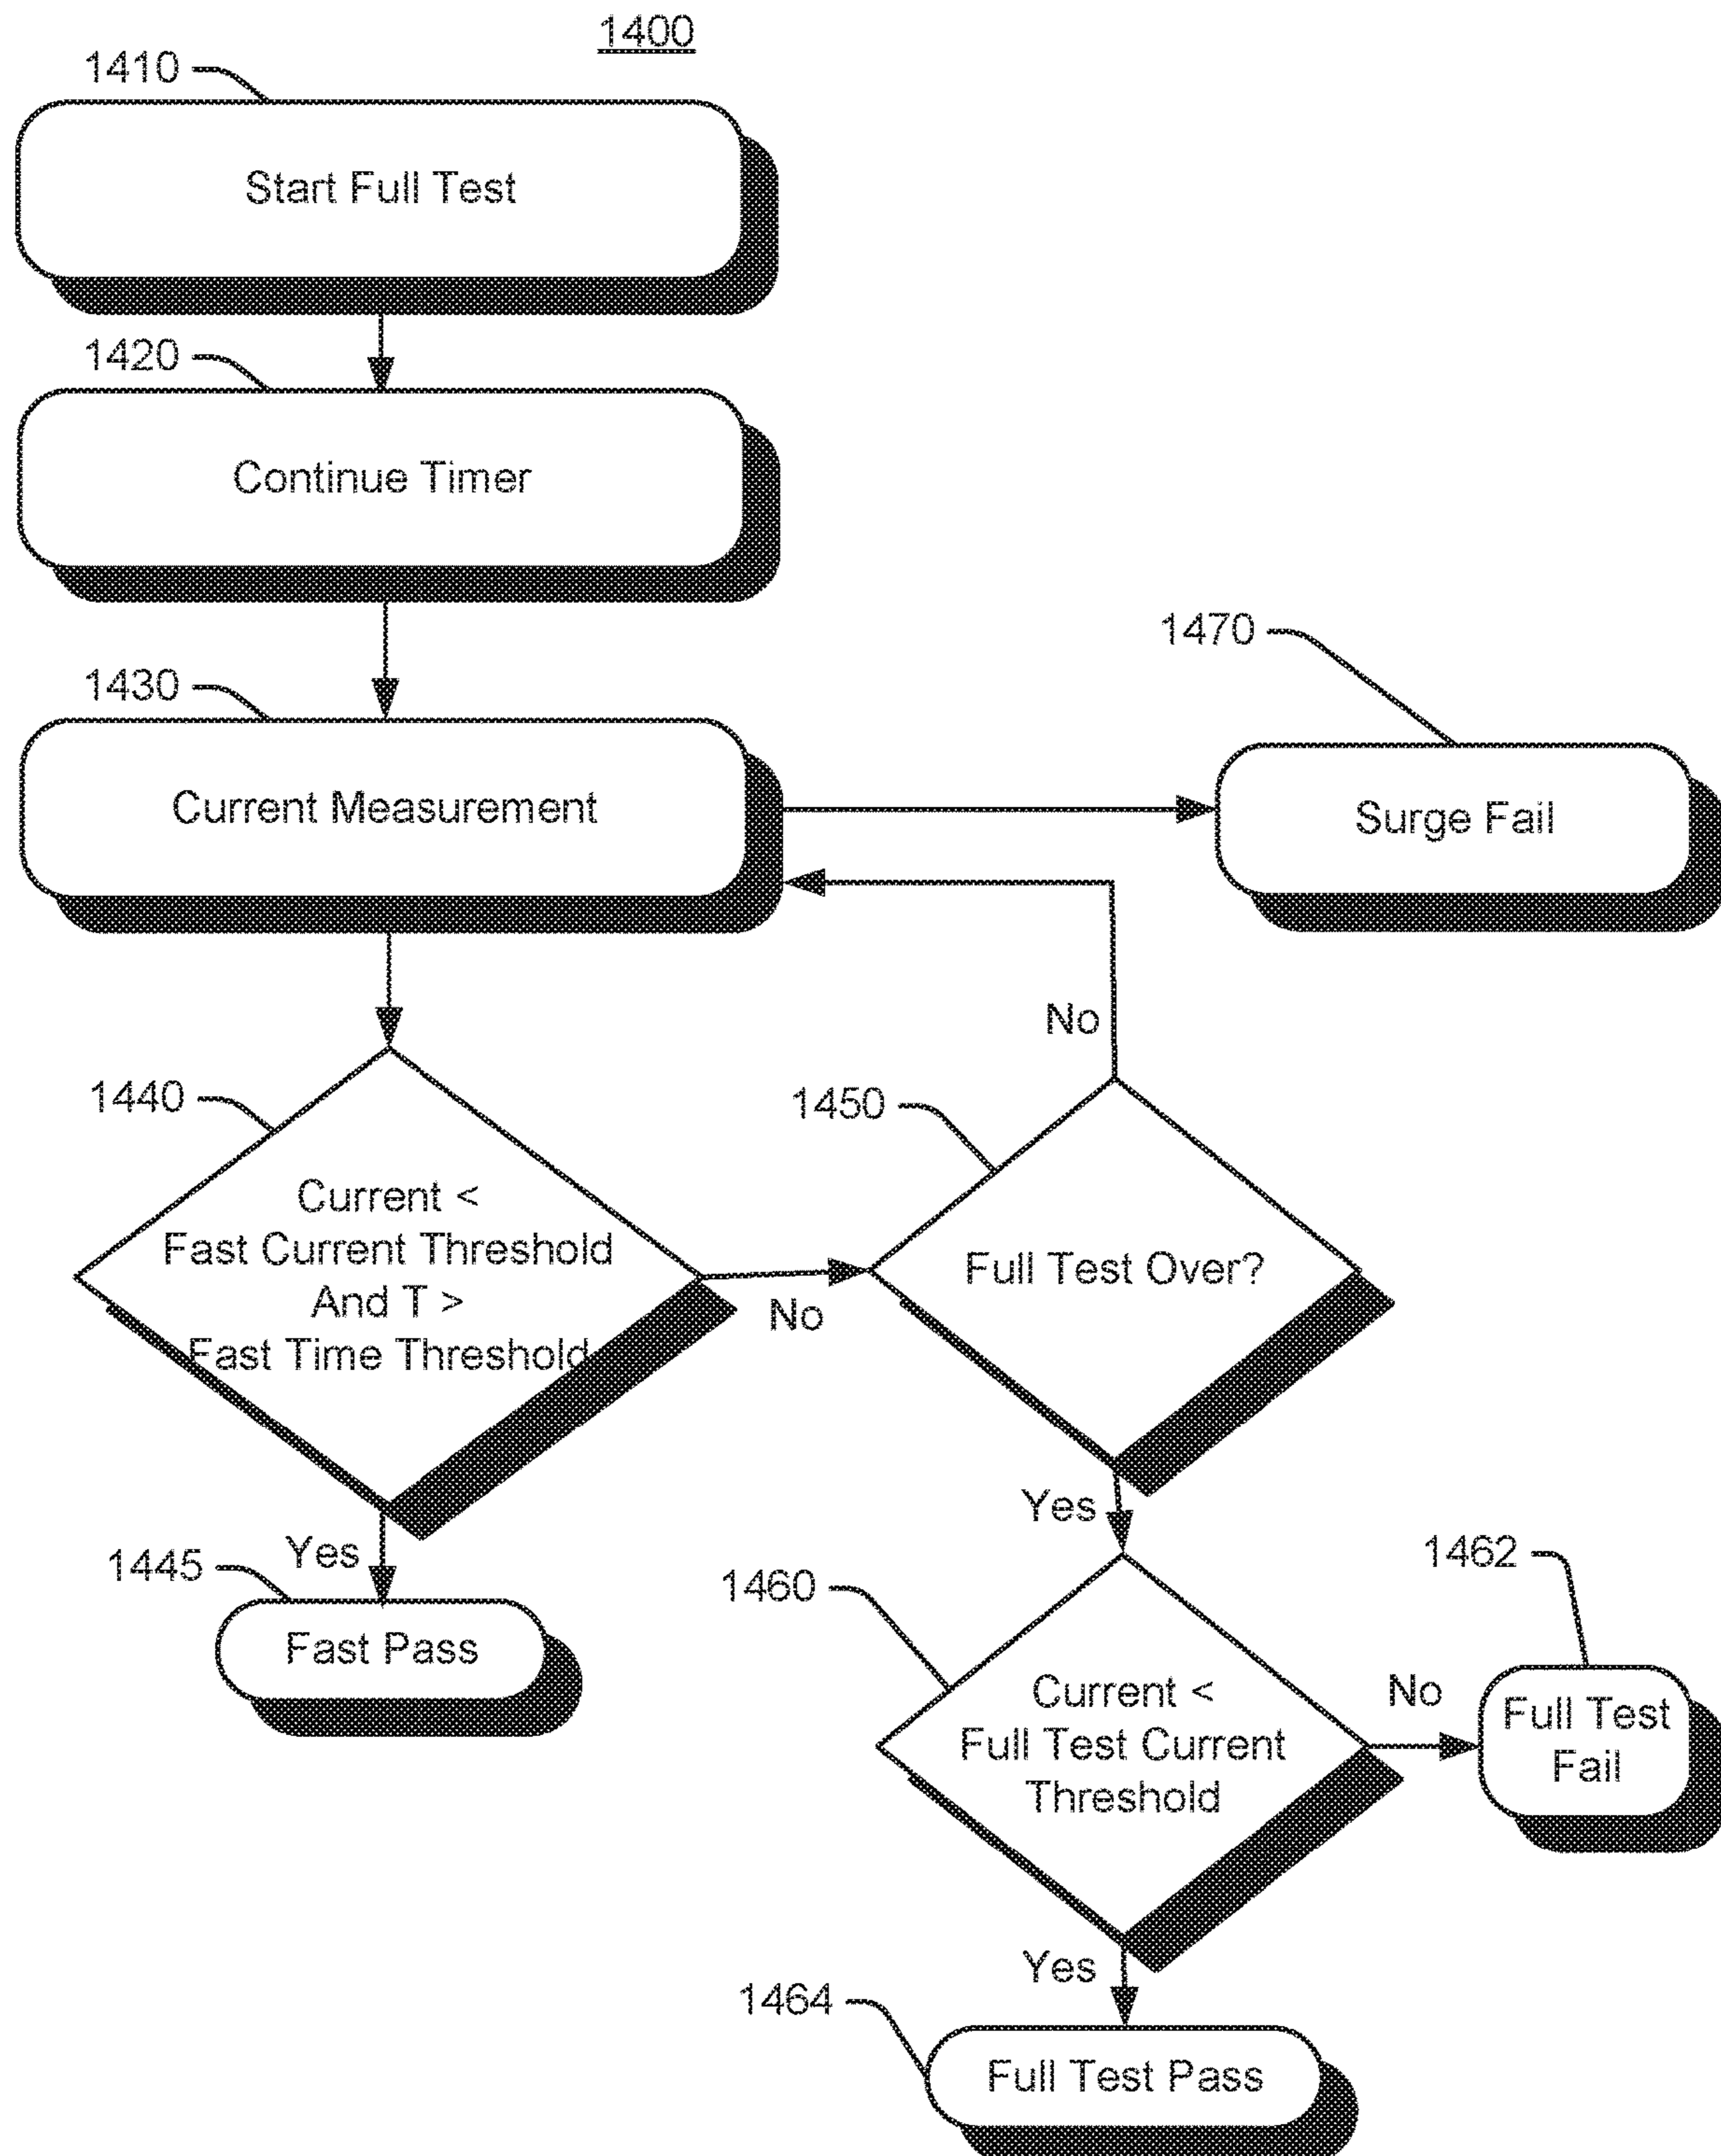 1400
1410
Start Full Test
1420
Continue Timer
1430
Current Measurement
1470
Surge Fail
No
1440
Current <
Fast Current Threshold
And T >
Fast Time Threshold
No
1450
Full Test Over?
Yes
1445
Fast Pass
Yes
1460
Current <
Full Test Current
Threshold
No
1462
Full Test
Fail
Yes
1464
Full Test Pass